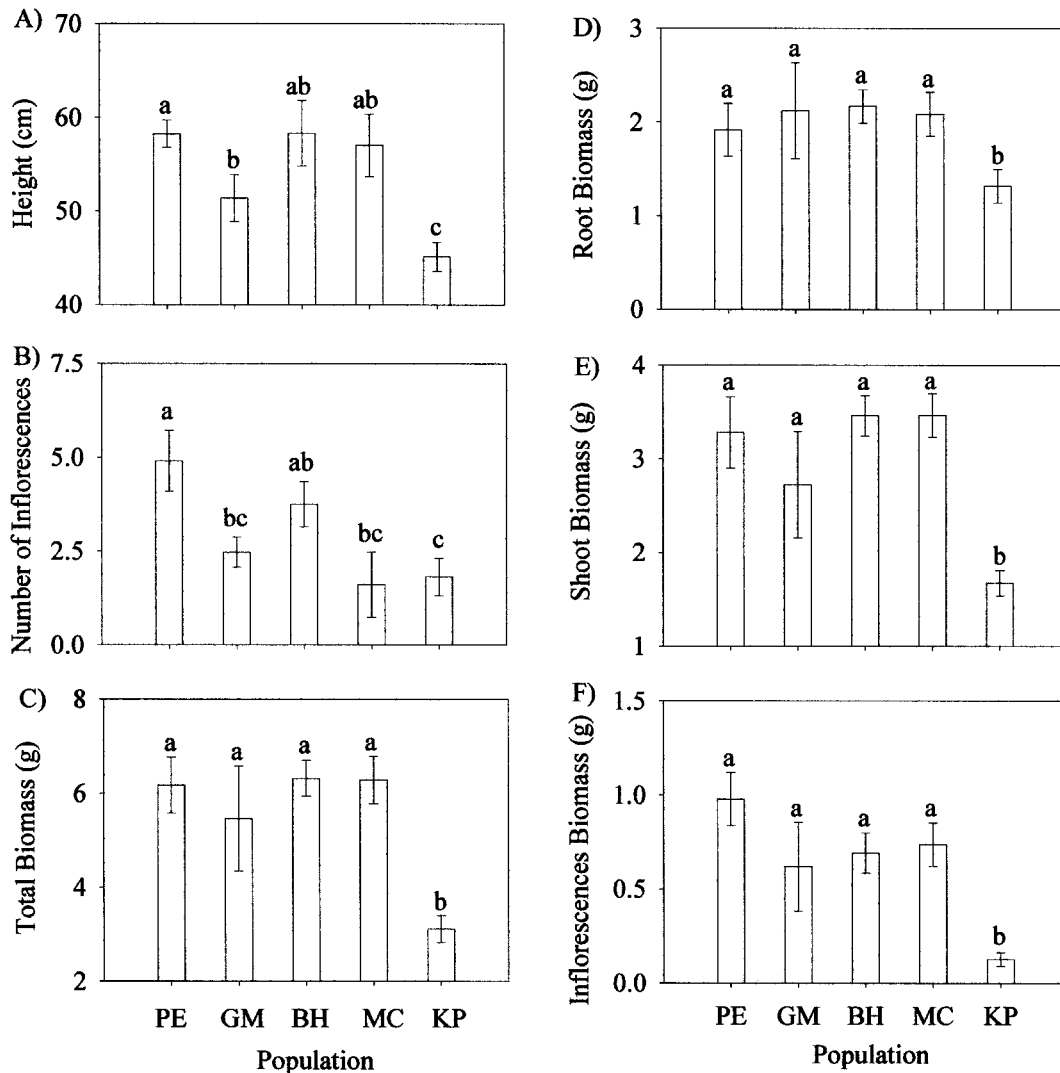 A)
Height (cm)
70
60
50
40
a
b
ab
ab
c
B)
Number of Inflorescences
7.5
5.0
2.5
0.0
a
bc
ab
bc
c
C)
Total Biomass (g)
8
6
4
2
a
a
a
a
b
PE GM BH MC KP
Population
D)
Root Biomass (g)
3
2
1
0
a
a
a
a
b
E)
Shoot Biomass (g)
4
3
2
1
a
a
a
a
b
F)
Inflorescences Biomass (g)
1.5
1.0
0.5
0.0
a
a
a
a
b
PE GM BH MC KP
Population